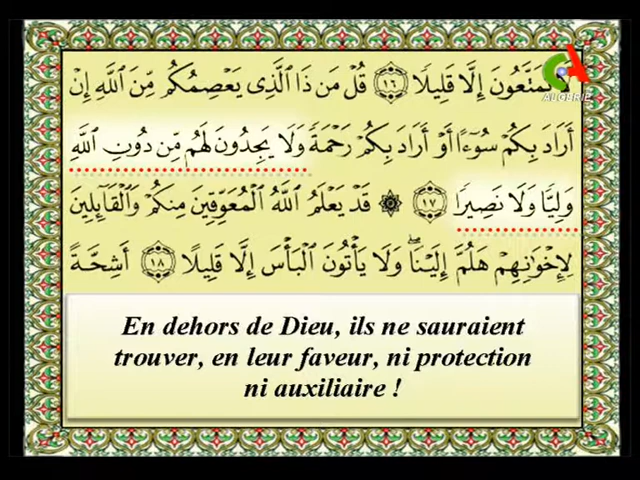 لَّا تُمَتَّعُونَ إِلَّا قَلِيلًا ١٦ قُلْ مَن ذَا ٱلَّذِى يَعْصِمُكُم مِّنَ ٱللَّهِ إِنْ
أَرَادَ بِكُمْ سُوٓءًا أَوْ أَرَادَ بِكُمْ رَحْمَةً وَلَا يَجِدُونَ لَهُم مِّن دُونِ ٱللَّهِ
وَلِيًّا وَلَا نَصِيرًا ١٧ ۞ قَدْ يَعْلَمُ ٱللَّهُ ٱلْمُعَوِّقِينَ مِنكُمْ وَٱلْقَآئِلِينَ
لِإِخْوَٰنِهِمْ هَلُمَّ إِلَيْنَا ۖ وَلَا يَأْتُونَ ٱلْبَأْسَ إِلَّا قَلِيلًا ١٨ أَشِحَّةً
En dehors de Dieu, ils ne sauraient
trouver, en leur faveur, ni protection
ni auxiliaire !
ALGERIE